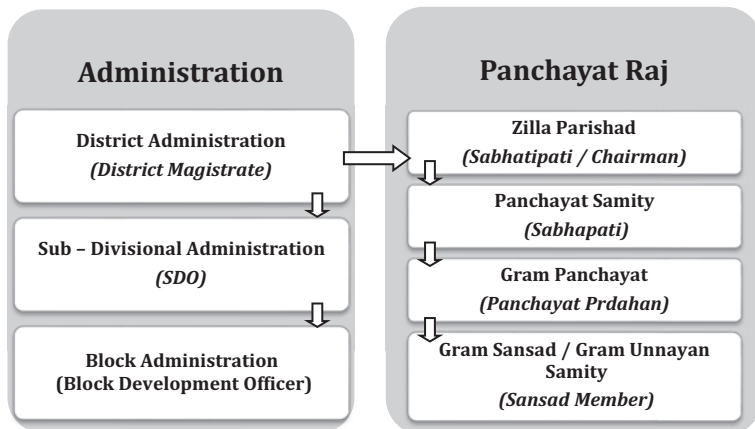 Administration
District Administration
(District Magistrate)
Sub – Divisional Administration
(SDO)
Block Administration
(Block Development Officer)
Panchayat Raj
Zilla Parishad
(Sabhatipati / Chairman)
Panchayat Samity
(Sabhapati)
Gram Panchayat
(Panchayat Prdahan)
Gram Sansad / Gram Unnayan
Samity
(Sansad Member)